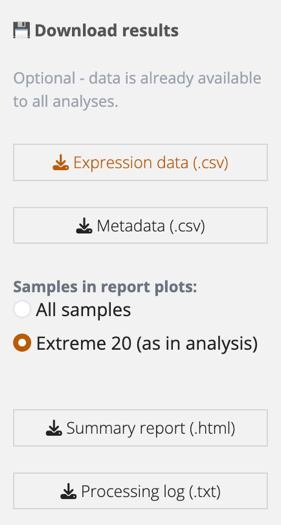 Download results
Optional - data is already available
to all analyses.
Expression data (.csv)
Metadata (.csv)
Samples in report plots:
All samples
Extreme 20 (as in analysis)
Summary report (.html)
Processing log (.txt)